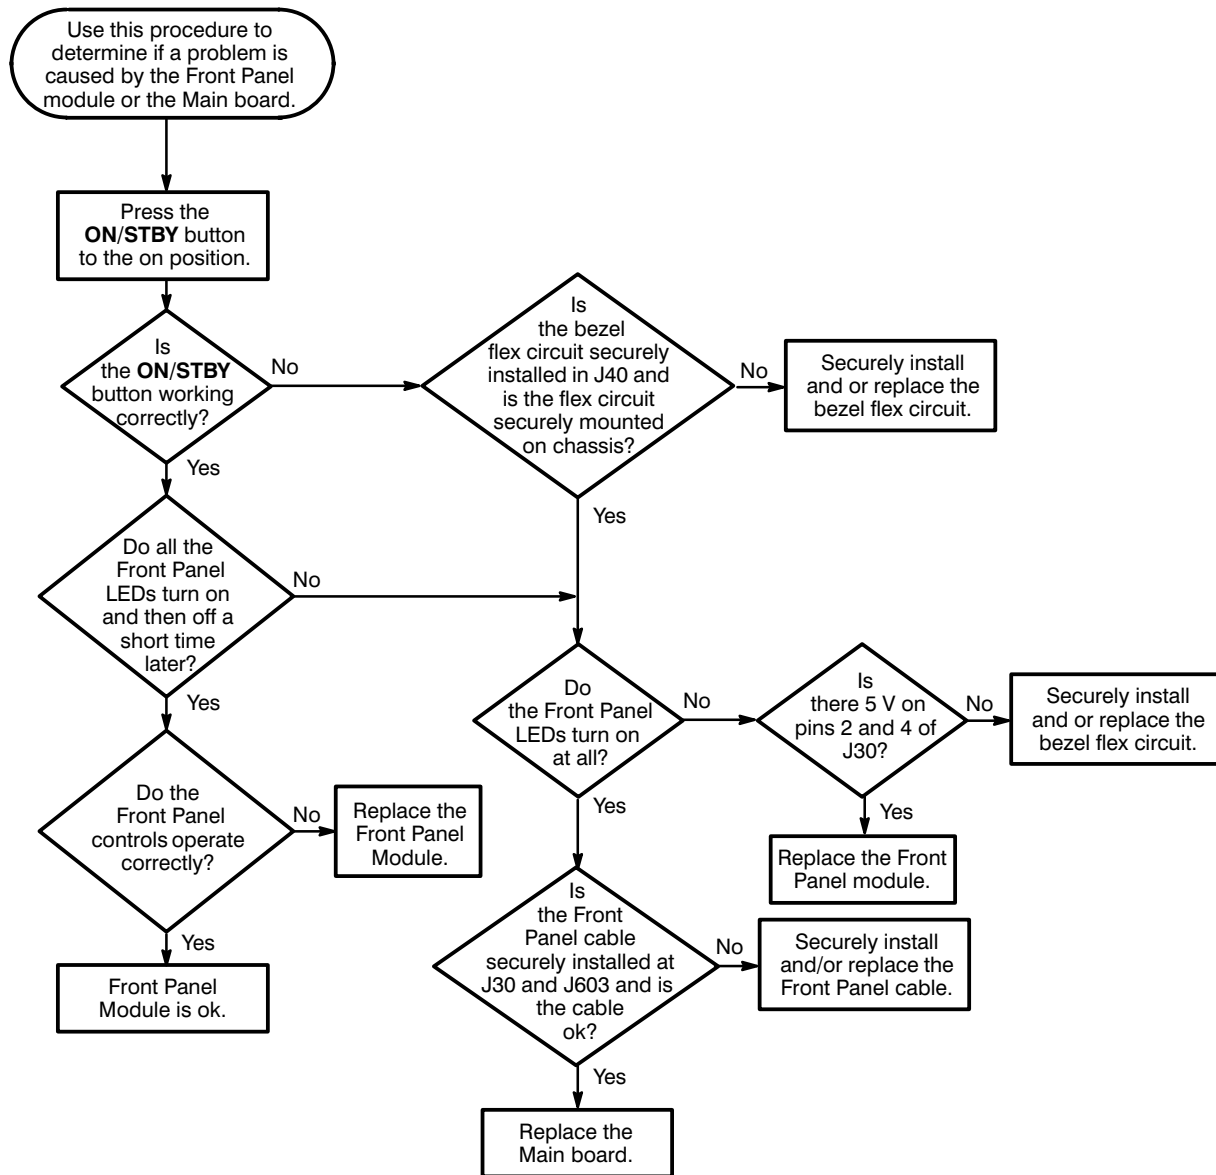 Use this procedure to
determine if a problem is
caused by the Front Panel
module or the Main board.
Press the
ON/STBY button
to the on position.
Is
the ON/STBY
button working
correctly?
No
Is
the bezel
flex circuit securely
installed in J40 and
is the flex circuit
securely mounted
on chassis?
No
Securely install
and or replace the
bezel flex circuit.
Yes
Yes
Do all the
Front Panel
LEDs turn on
and then off a
short time
later?
No
Yes
Do
the Front Panel
LEDs turn on
at all?
No
Is
there 5 V on
pins 2 and 4 of
J30?
No
Securely install
and or replace the
bezel flex circuit.
Yes
Yes
Do the
Front Panel
controls operate
correctly?
No
Replace the
Front Panel
Module.
Replace the Front
Panel module.
Yes
Front Panel
Module is ok.
Is
the Front
Panel cable
securely installed at
J30 and J603 and is
the cable
ok?
No
Securely install
and/or replace the
Front Panel cable.
Yes
Replace the
Main board.